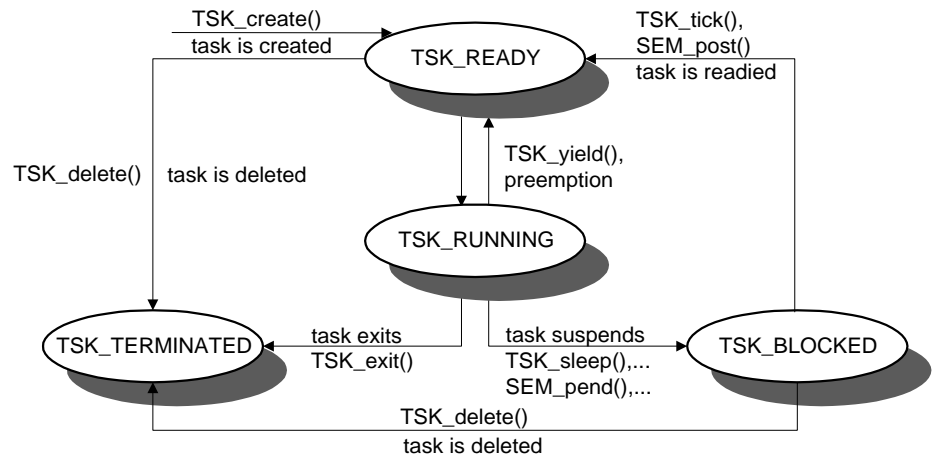 TSK_create()
task is created
TSK_READY
TSK_tick(),
SEM_post()
task is readied
TSK_delete()
task is deleted
TSK_yield(),
preemption
TSK_RUNNING
TSK_TERMINATED
task exits
TSK_exit()
task suspends
TSK_sleep(),...
SEM_pend(),...
TSK_BLOCKED
TSK_delete()
task is deleted